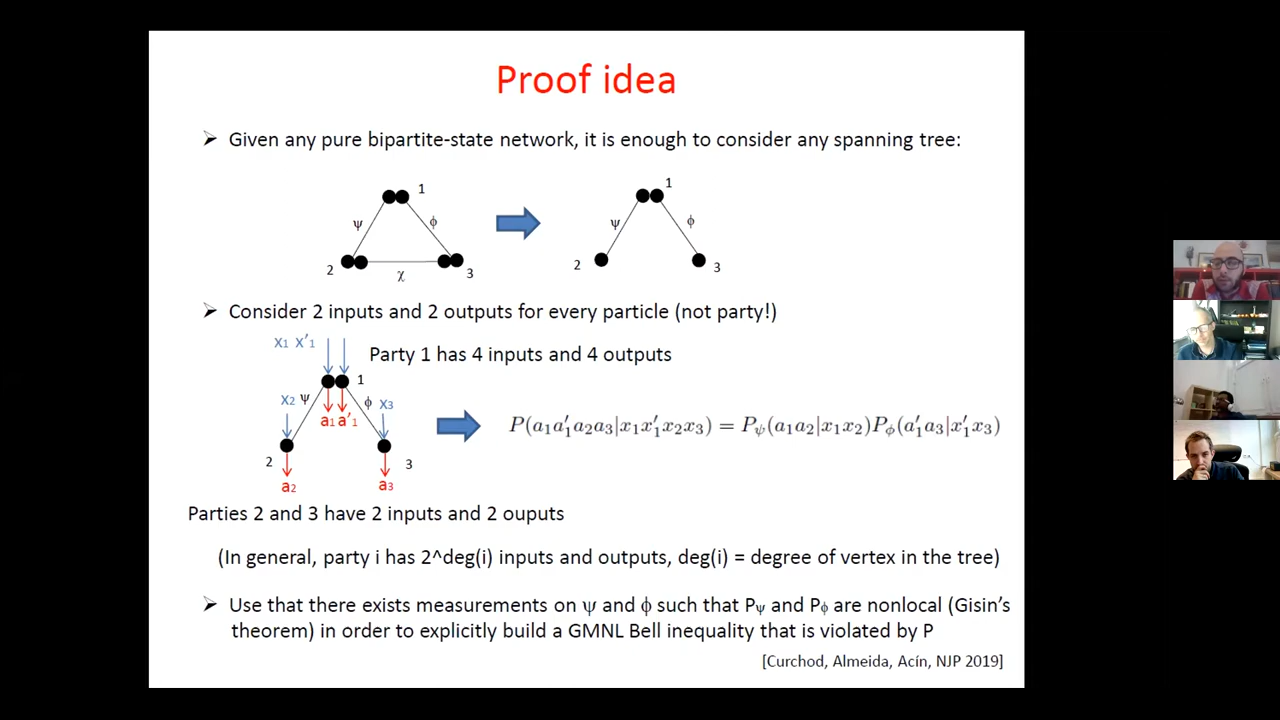 Proof idea
Given any pure bipartite-state network, it is enough to consider any spanning tree:
1
ψ
ϕ
2
χ
3
1
ψ
ϕ
2
3
Consider 2 inputs and 2 outputs for every particle (not party!)
x1 x'1
Party 1 has 4 inputs and 4 outputs
1
x2 ψ
ϕ x3
a1 a'1
P(a₁a′₁a₂a₃|x₁x′₁x₂x₃) = Pψ(a₁a₂|x₁x₂)Pϕ(a′₁a₃|x′₁x₃)
2
3
a2
a3
Parties 2 and 3 have 2 inputs and 2 ouputs
(In general, party i has 2^deg(i) inputs and outputs, deg(i) = degree of vertex in the tree)
Use that there exists measurements on ψ and ϕ such that Pψ and Pϕ are nonlocal (Gisin's
theorem) in order to explicitly build a GMNL Bell inequality that is violated by P
[Curchod, Almeida, Acín, NJP 2019]